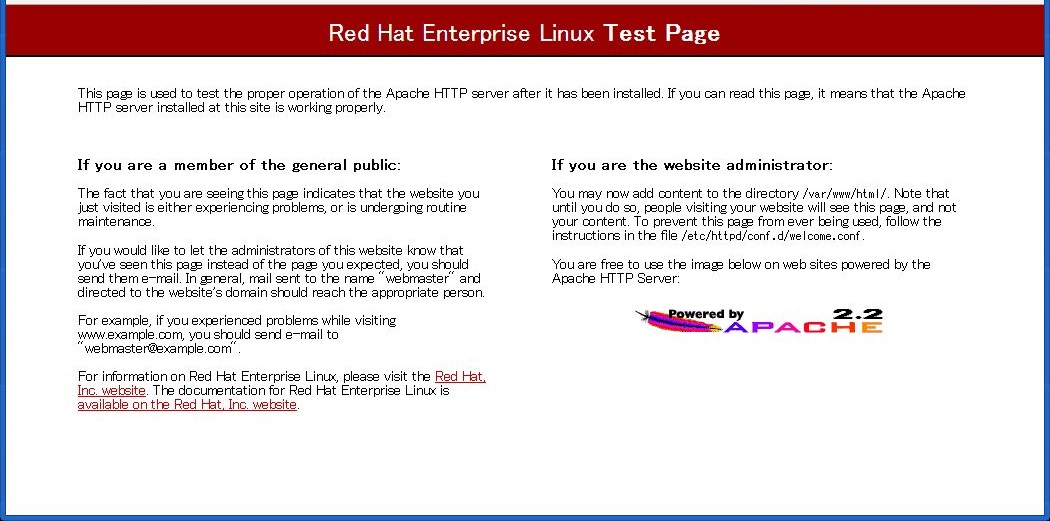 Red Hat Enterprise Linux Test Page
This page is used to test the proper operation of the Apache HTTP server after it has been installed. If you can read this page, it means that the Apache
HTTP server installed at this site is working properly.
If you are a member of the general public:
The fact that you are seeing this page indicates that the website you
just visited is either experiencing problems, or is undergoing routine
maintenance.
If you would like to let the administrators of this website know that
you've seen this page instead of the page you expected, you should
send them e-mail. In general, mail sent to the name "webmaster" and
directed to the website's domain should reach the appropriate person.
For example, if you experienced problems while visiting
www.example.com, you should send e-mail to
"webmaster@example.com".
For information on Red Hat Enterprise Linux, please visit the Red Hat,
Inc. website. The documentation for Red Hat Enterprise Linux is
available on the Red Hat, Inc. website.
If you are the website administrator:
You may now add content to the directory /var/www/html/. Note that
until you do so, people visiting your website will see this page, and not
your content. To prevent this page from ever being used, follow the
instructions in the file /etc/httpd/conf.d/welcome.conf.
You are free to use the image below on web sites powered by the
Apache HTTP Server:
Powered by 2.2
APACHE